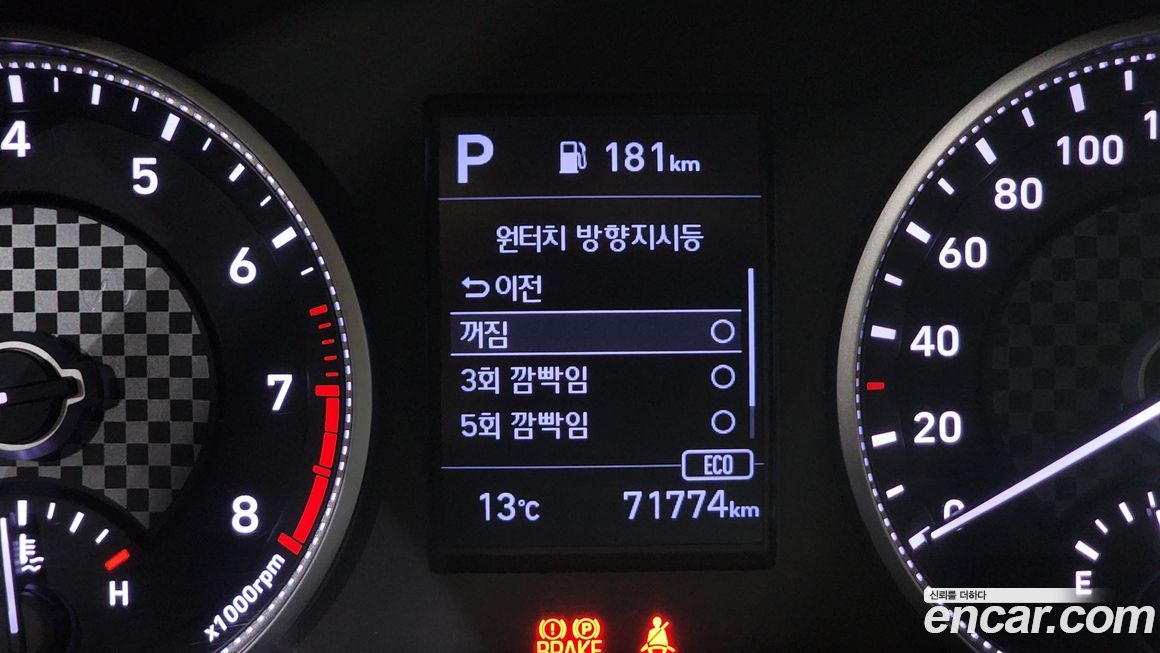 4
5
6
7
8
x1000rpm
H
P 181km
원터치 방향지시등
이전
꺼짐
3회 깜빡임
5회 깜빡임
ECO
13℃ 71774km
BRAKE
100
80
60
40
20
0
E
신뢰를 더하다
encar.com